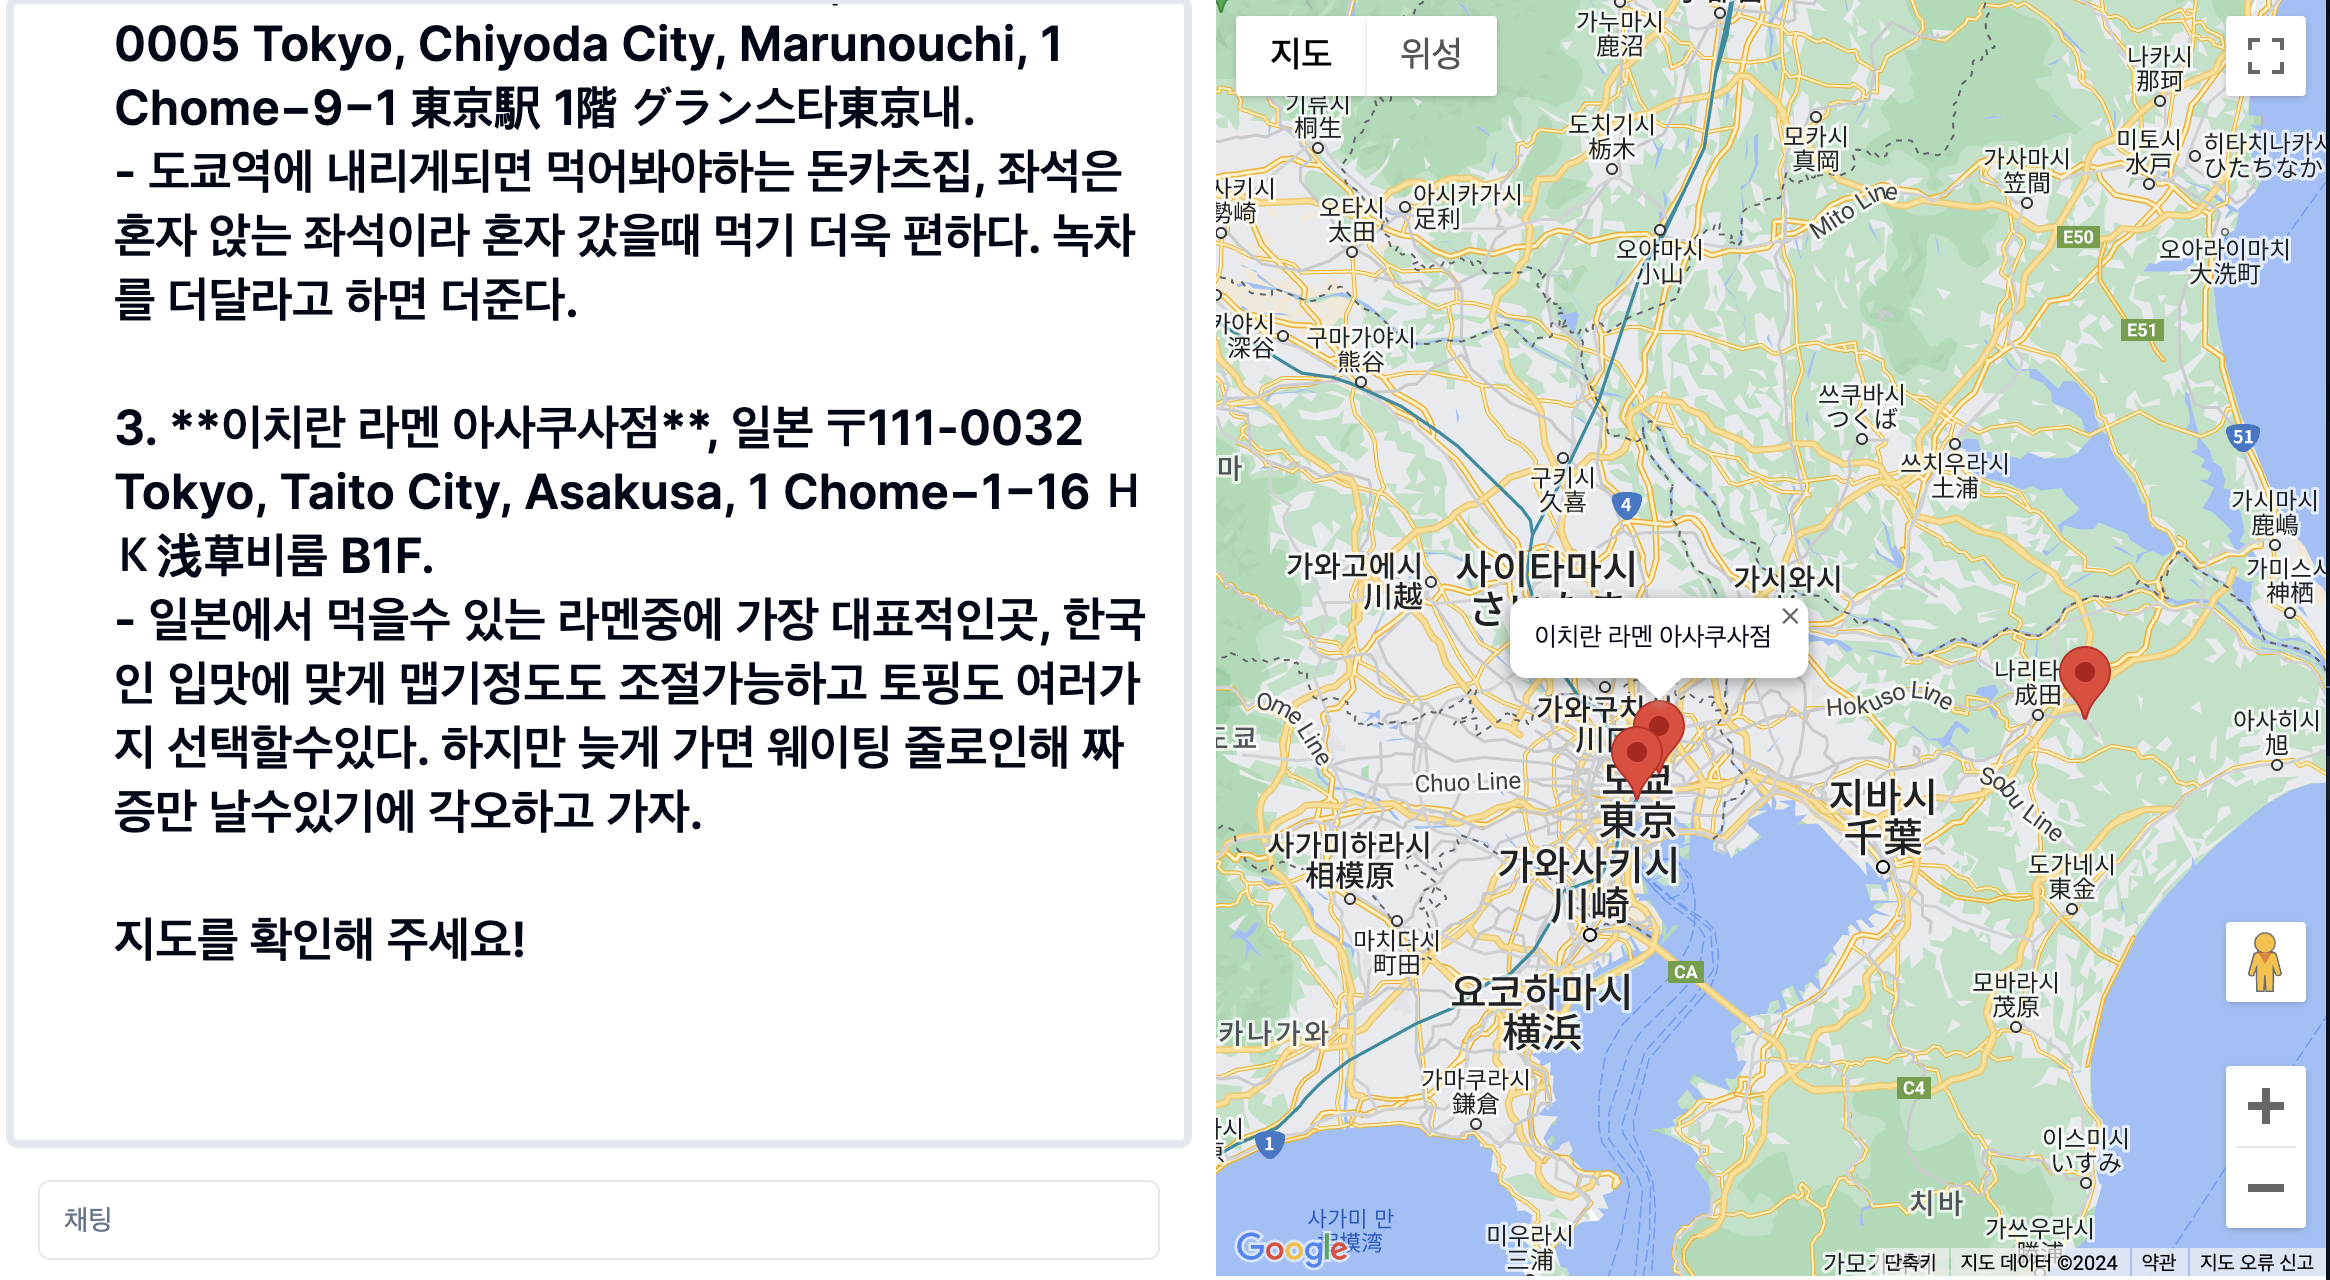 0005 Tokyo, Chiyoda City, Marunouchi, 1
Chome−9−1 東京駅 1階 グラン스타東京내.
- 도쿄역에 내리게되면 먹어봐야하는 돈카츠집, 좌석은
혼자 앉는 좌석이라 혼자 갔을때 먹기 더욱 편하다. 녹차
를 더달라고 하면 더준다.
3. **이치란 라멘 아사쿠사점**, 일본 〒111-0032
Tokyo, Taito City, Asakusa, 1 Chome−1−16 Ｈ
Ｋ浅草비룸 B1F.
- 일본에서 먹을수 있는 라멘중에 가장 대표적인곳, 한국
인 입맛에 맞게 맵기정도도 조절가능하고 토핑도 여러가
지 선택할수있다. 하지만 늦게 가면 웨이팅 줄로인해 짜
증만 날수있기에 각오하고 가자.
지도를 확인해 주세요!
채팅
지도
위성
가누마시
鹿沼
나카시
那珂
기류시
桐生
도치기시
栃木
모카시
真岡
미토시
水戸
히타치나카시
ひたちなか
가사마시
笠間
사키시
勢崎
오타시
太田
아시카가시
足利
Mito Line
E50
오야마시
小山
오아라이마치
大洗町
카야시
深谷
구마가야시
熊谷
E51
쓰쿠바시
つくば
51
마
구키시
久喜
4
쓰치우라시
土浦
가시마시
鹿嶋
가와고에시
川越
사이타마시
가시와시
가미스시
神栖
이치란 라멘 아사쿠사점
나리타
成田
Ome Line
가와구치
Hokuso Line
아사히시
旭
도쿄
Chuo Line
도쿄
東京
지바시
千葉
Sobu Line
사가미하라시
相模原
가와사키시
川崎
도가네시
東金
마치다시
町田
CA
요코하마시
横浜
모바라시
茂原
카나가와
가마쿠라시
鎌倉
C4
1
이스미시
いすみ
치바
사가미 만
相模湾
Google
미우라시
三浦
가쓰우라시
勝浦
단축키
지도 데이터 ©2024
약관
지도 오류 신고